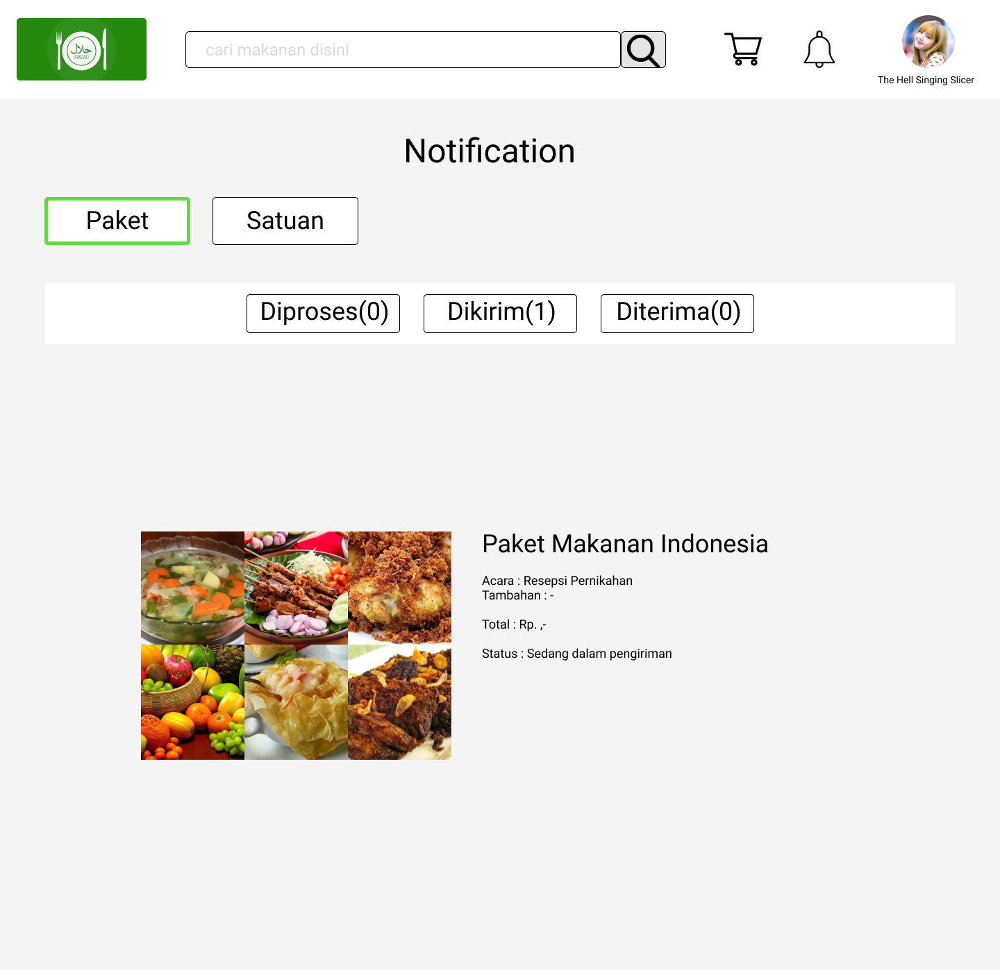 حلال
HALAL
cari makanan disini
The Hell Singing Slicer
Notification
Paket
Satuan
Diproses(0)
Dikirim(1)
Diterima(0)
Paket Makanan Indonesia
Acara : Resepsi Pernikahan
Tambahan : -
Total : Rp. ,-
Status : Sedang dalam pengiriman